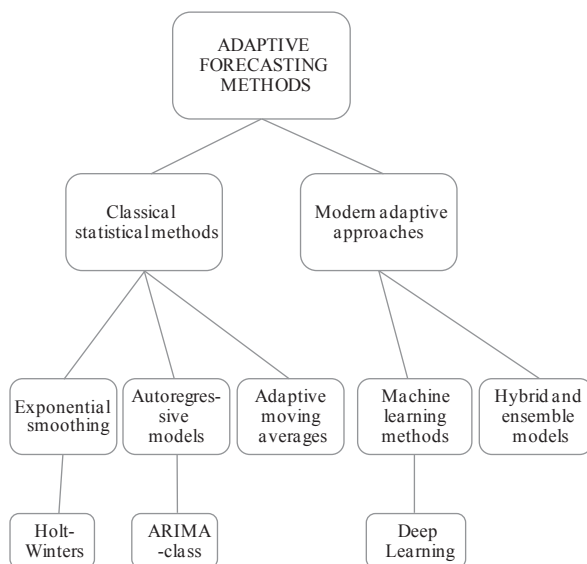 ADAPTIVE
FORECASTING
METHODS
Classical
statistical methods
Modern adaptive
approaches
Exponential
smoothing
Autoregres-
sive
models
Adaptive
moving
averages
Machine
learning
methods
Hybrid and
ensemble
models
Holt-
Winters
ARIMA
-class
Deep
Learning